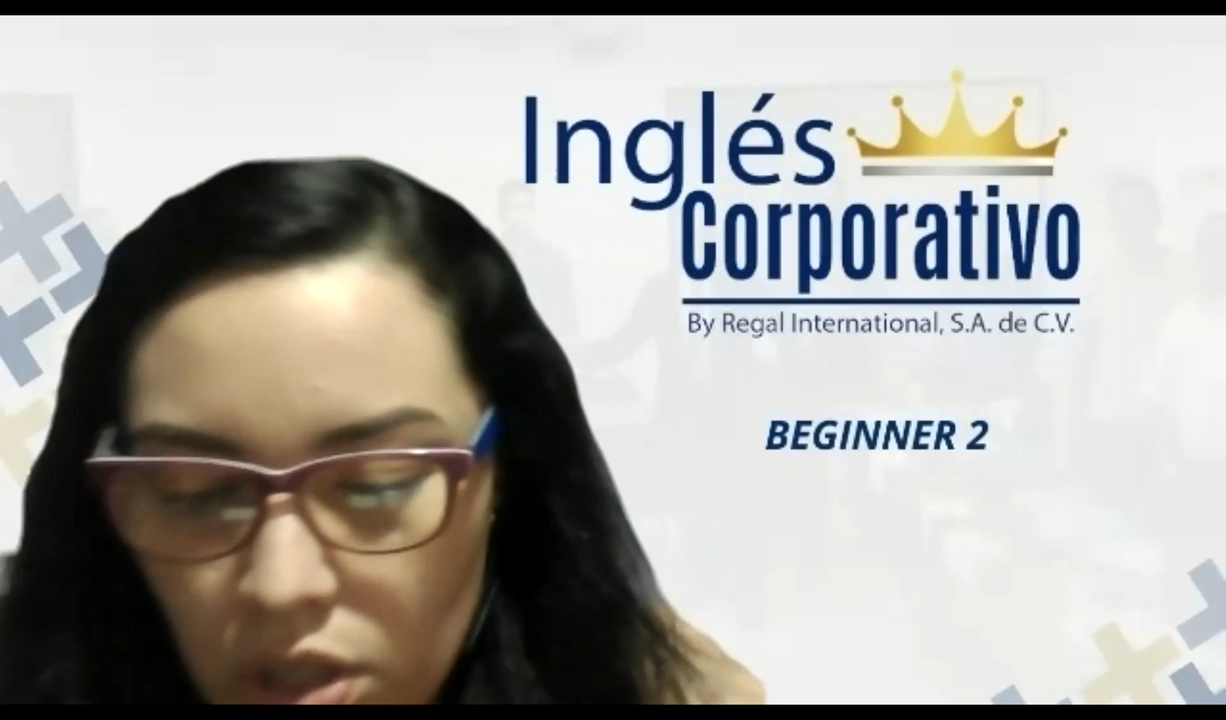 Inglés
Corporativo
By Regal International, S.A. de C.V.
BEGINNER 2